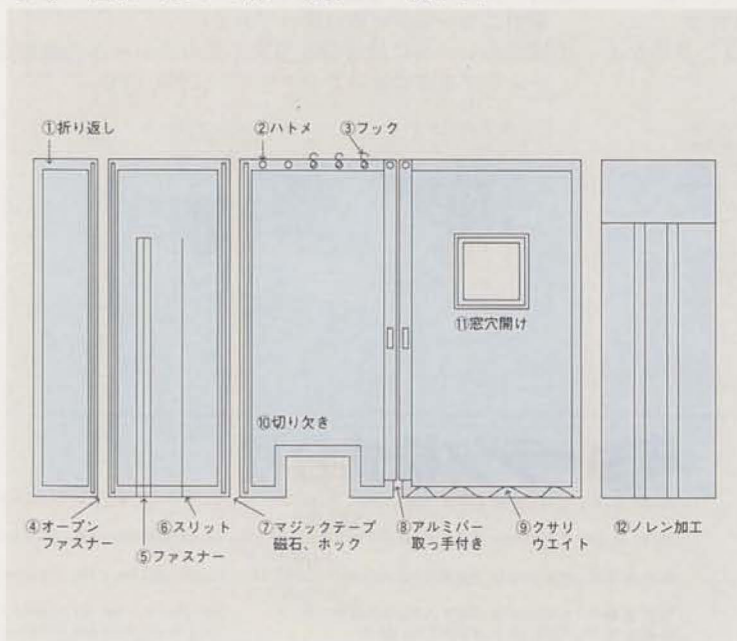 ①折り返し
②ハトメ
③フック
⑪窓穴開け
⑩切り欠き
④オープン
ファスナー
⑤ファスナー
⑥スリット
⑦マジックテープ
磁石、ホック
⑧アルミバー
取っ手付き
⑨クサリ
ウエイト
⑫ノレン加工